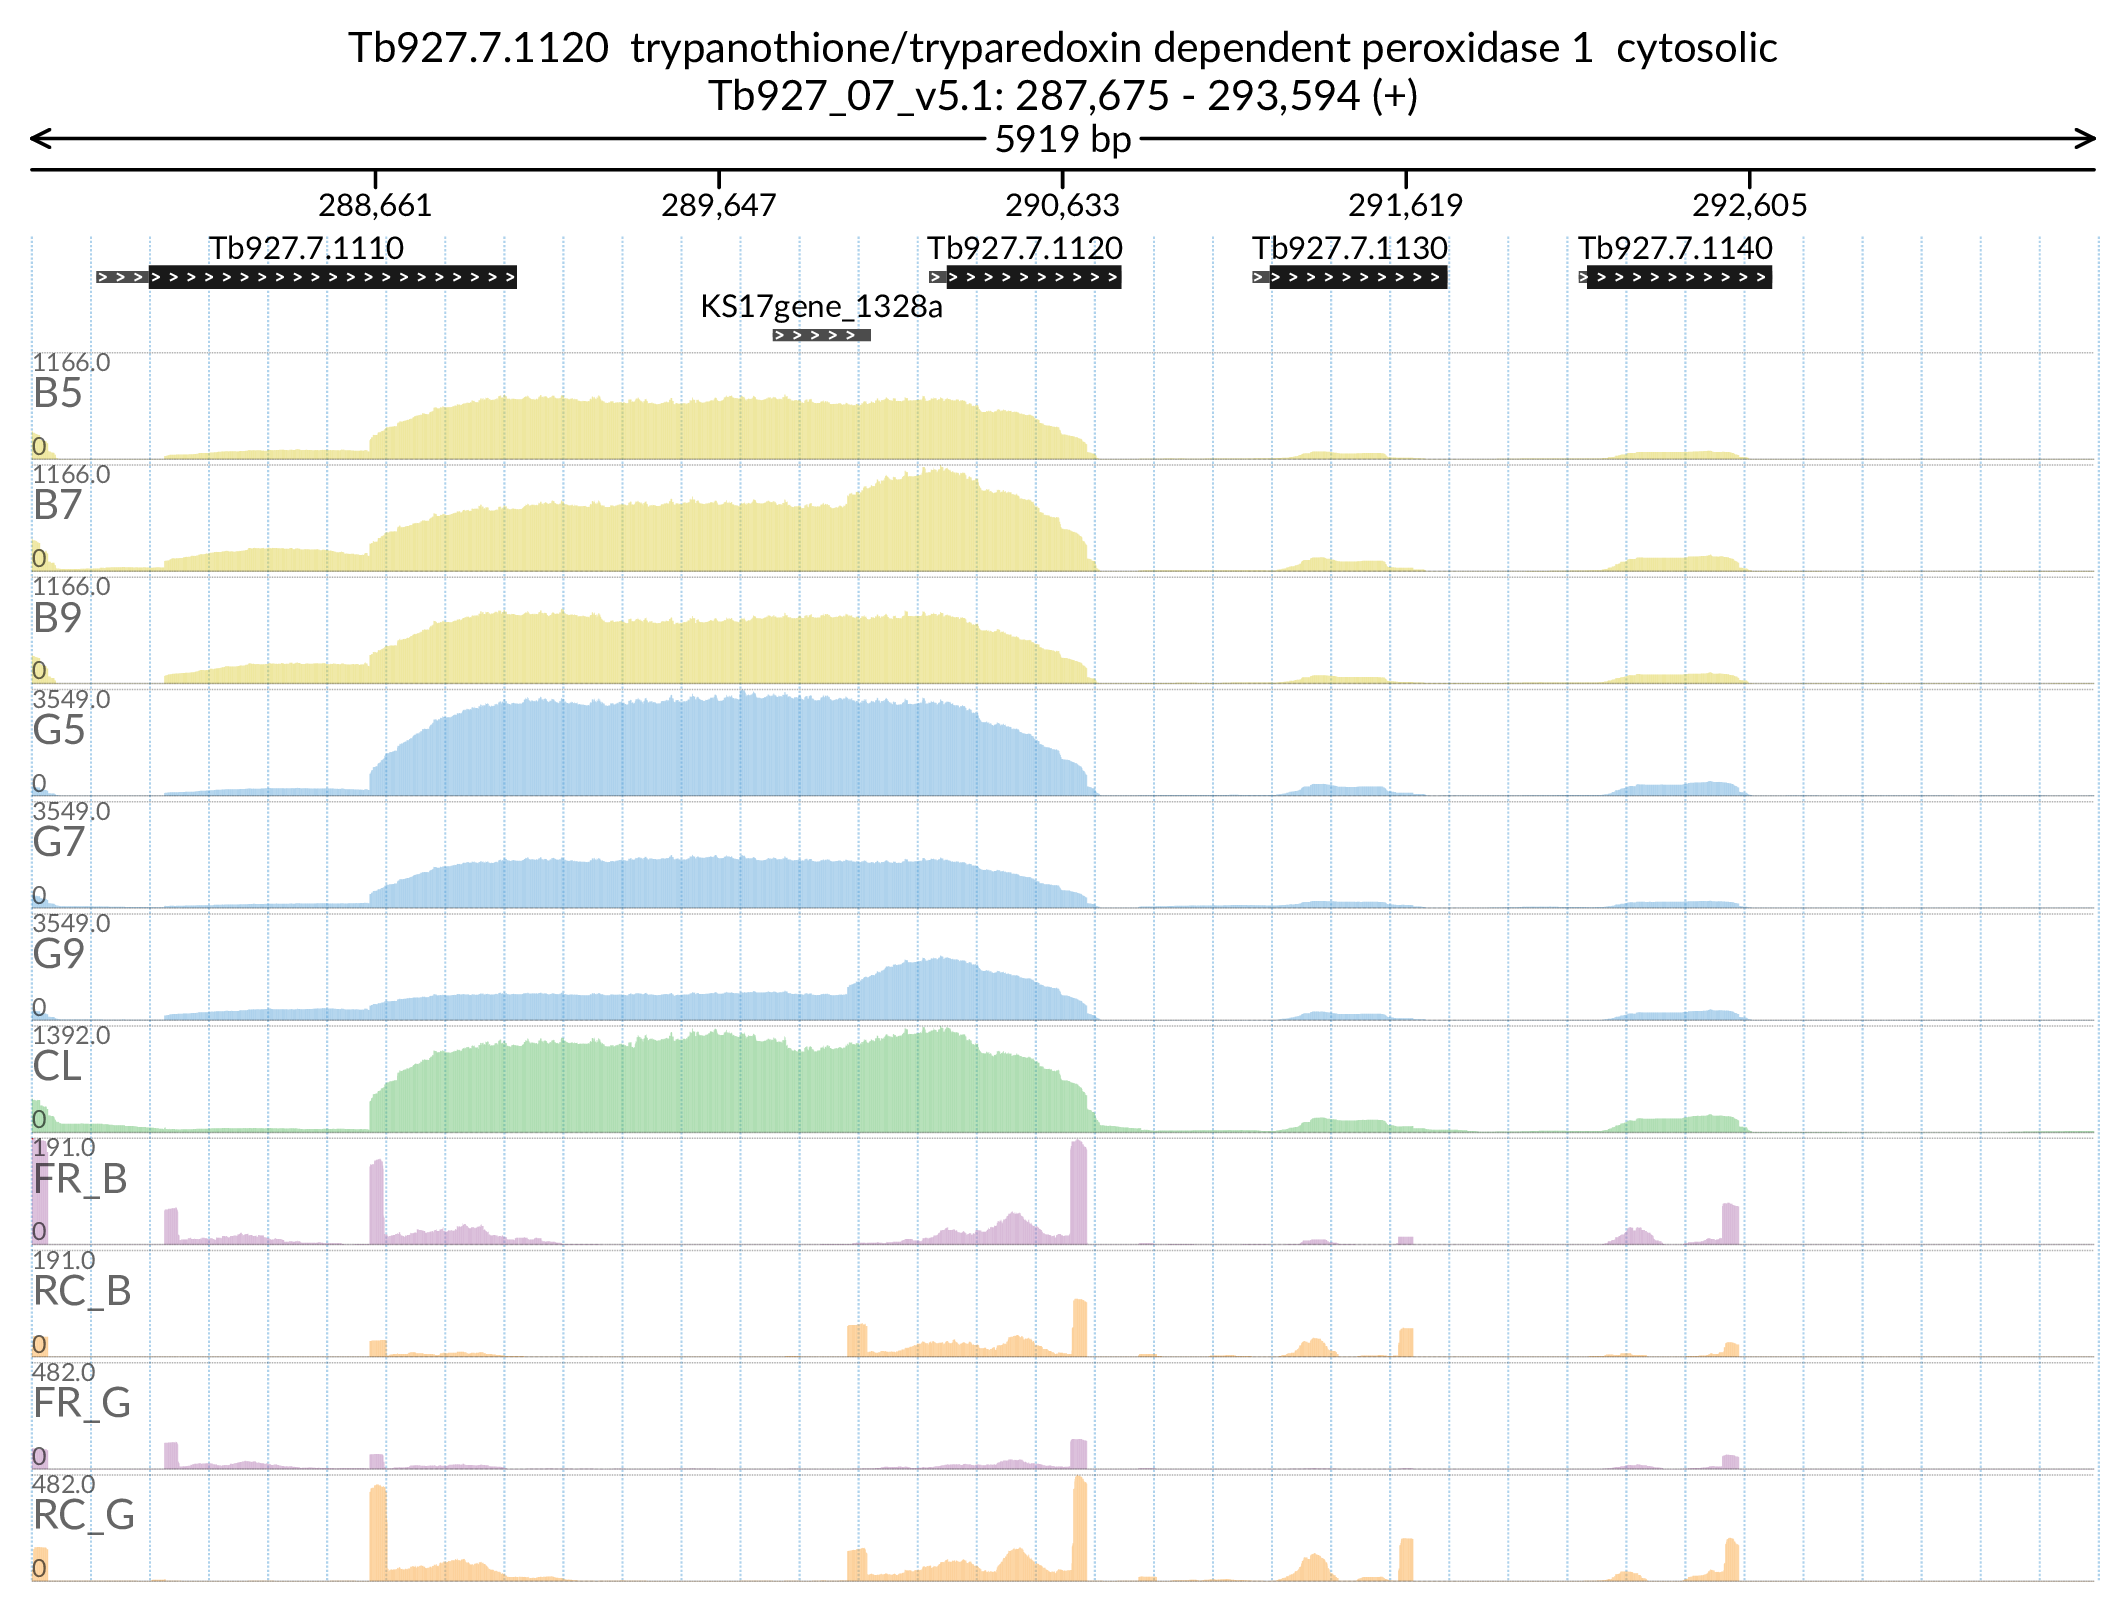 Tb927.7.1120 trypanothione/tryparedoxin dependent peroxidase 1 cytosolic
Tb927_07_v5.1: 287,675 - 293,594 (+)
5919 bp
288,661 289,647 290,633 291,619 292,605
Tb927.7.1110 Tb927.7.1120 Tb927.7.1130 Tb927.7.1140
KS17gene_1328a
1166.0
B5
0
1166.0
B7
0
1166.0
B9
0
3549.0
G5
0
3549.0
G7
0
3549.0
G9
0
1392.0
CL
0
191.0
FR_B
0
191.0
RC_B
0
482.0
FR_G
0
482.0
RC_G
0